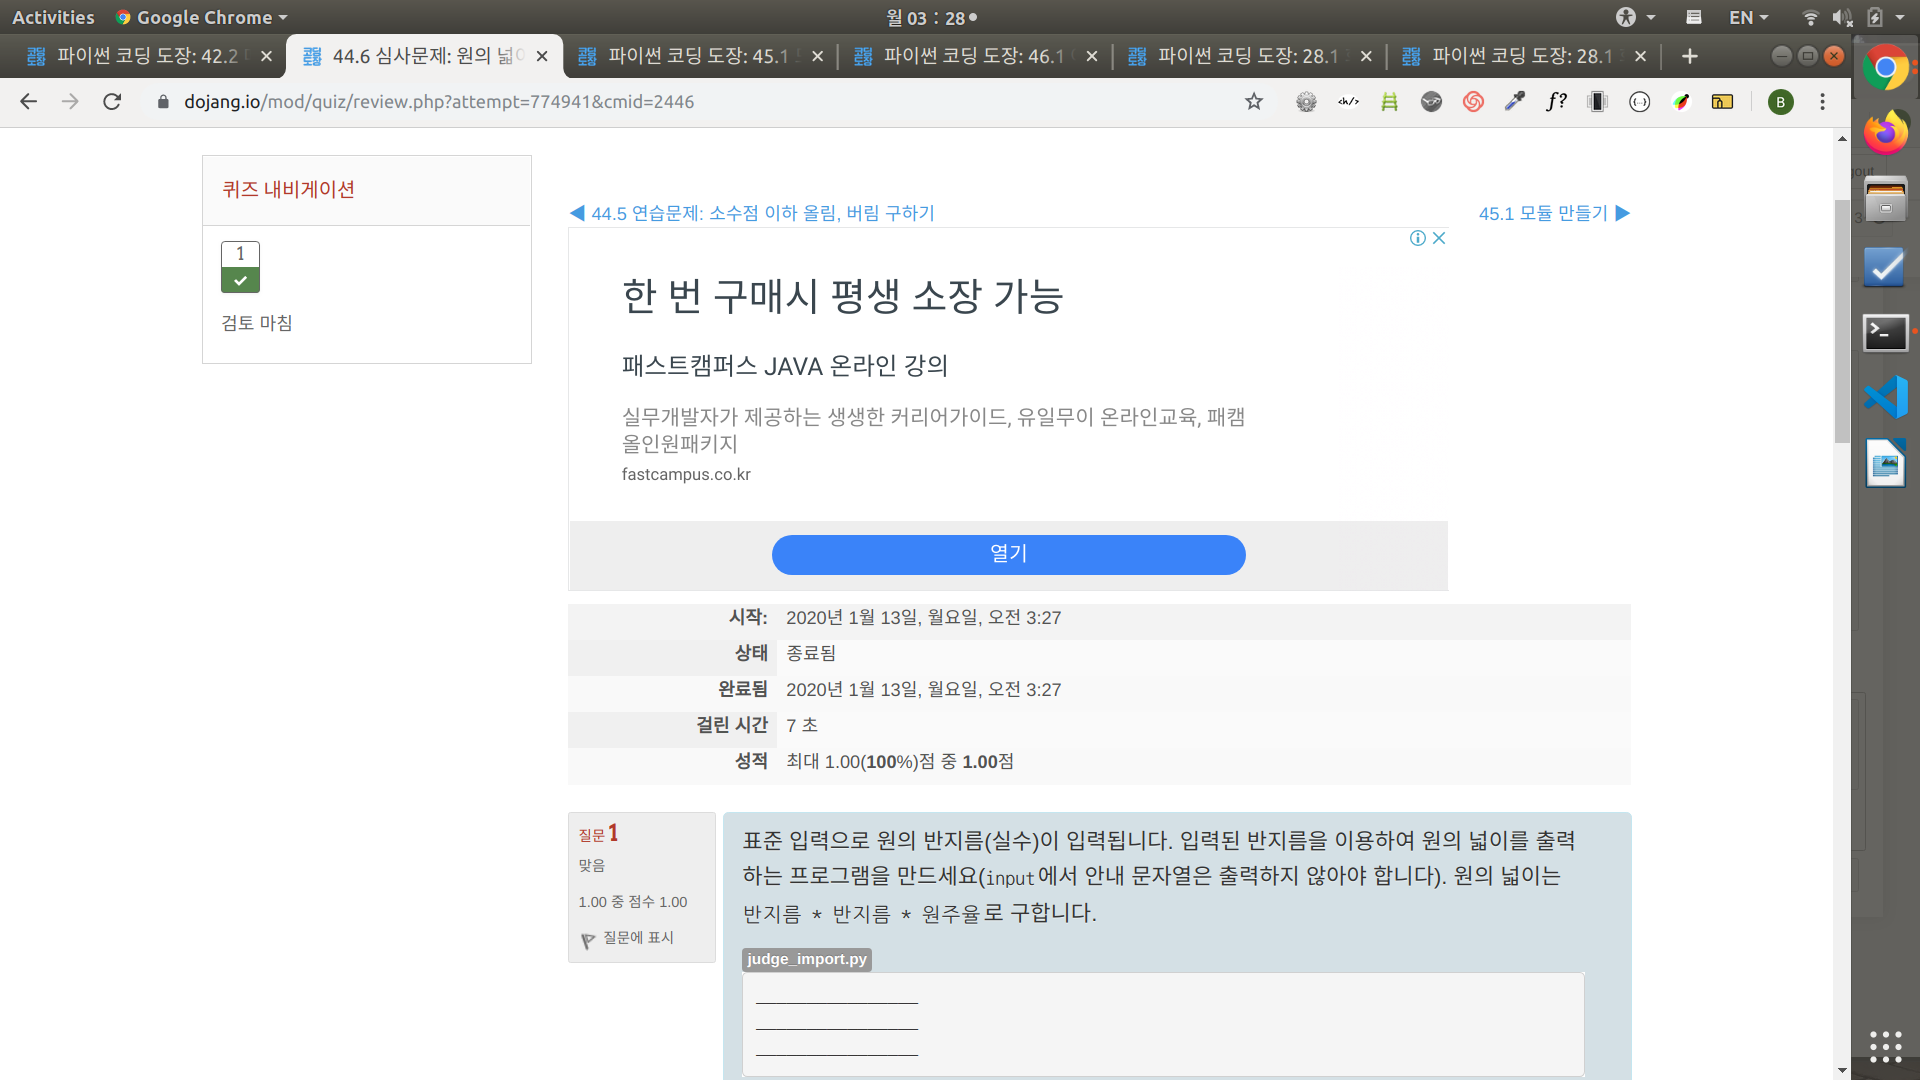 Activities
Google Chrome
월 03 : 28
EN
파이썬 코딩 도장: 42.2
44.6 심사문제: 원의 넓이
파이썬 코딩 도장: 45.1
파이썬 코딩 도장: 46.1
파이썬 코딩 도장: 28.1
파이썬 코딩 도장: 28.1
dojang.io/mod/quiz/review.php?attempt=774941&cmid=2446
B
퀴즈 내비게이션
1
검토 마침
◀ 44.5 연습문제: 소수점 이하 올림, 버림 구하기
45.1 모듈 만들기 ▶
한 번 구매시 평생 소장 가능
패스트캠퍼스 JAVA 온라인 강의
실무개발자가 제공하는 생생한 커리어가이드, 유일무이 온라인교육, 패캠
올인원패키지
fastcampus.co.kr
열기
시작: 2020년 1월 13일, 월요일, 오전 3:27
상태 종료됨
완료됨 2020년 1월 13일, 월요일, 오전 3:27
걸린 시간 7 초
성적 최대 1.00(100%)점 중 1.00점
질문 1
맞음
1.00 중 점수 1.00
질문에 표시
표준 입력으로 원의 반지름(실수)이 입력됩니다. 입력된 반지름을 이용하여 원의 넓이를 출력
하는 프로그램을 만드세요(input에서 안내 문자열은 출력하지 않아야 합니다). 원의 넓이는
반지름 * 반지름 * 원주율로 구합니다.
judge_import.py
________________
________________
________________